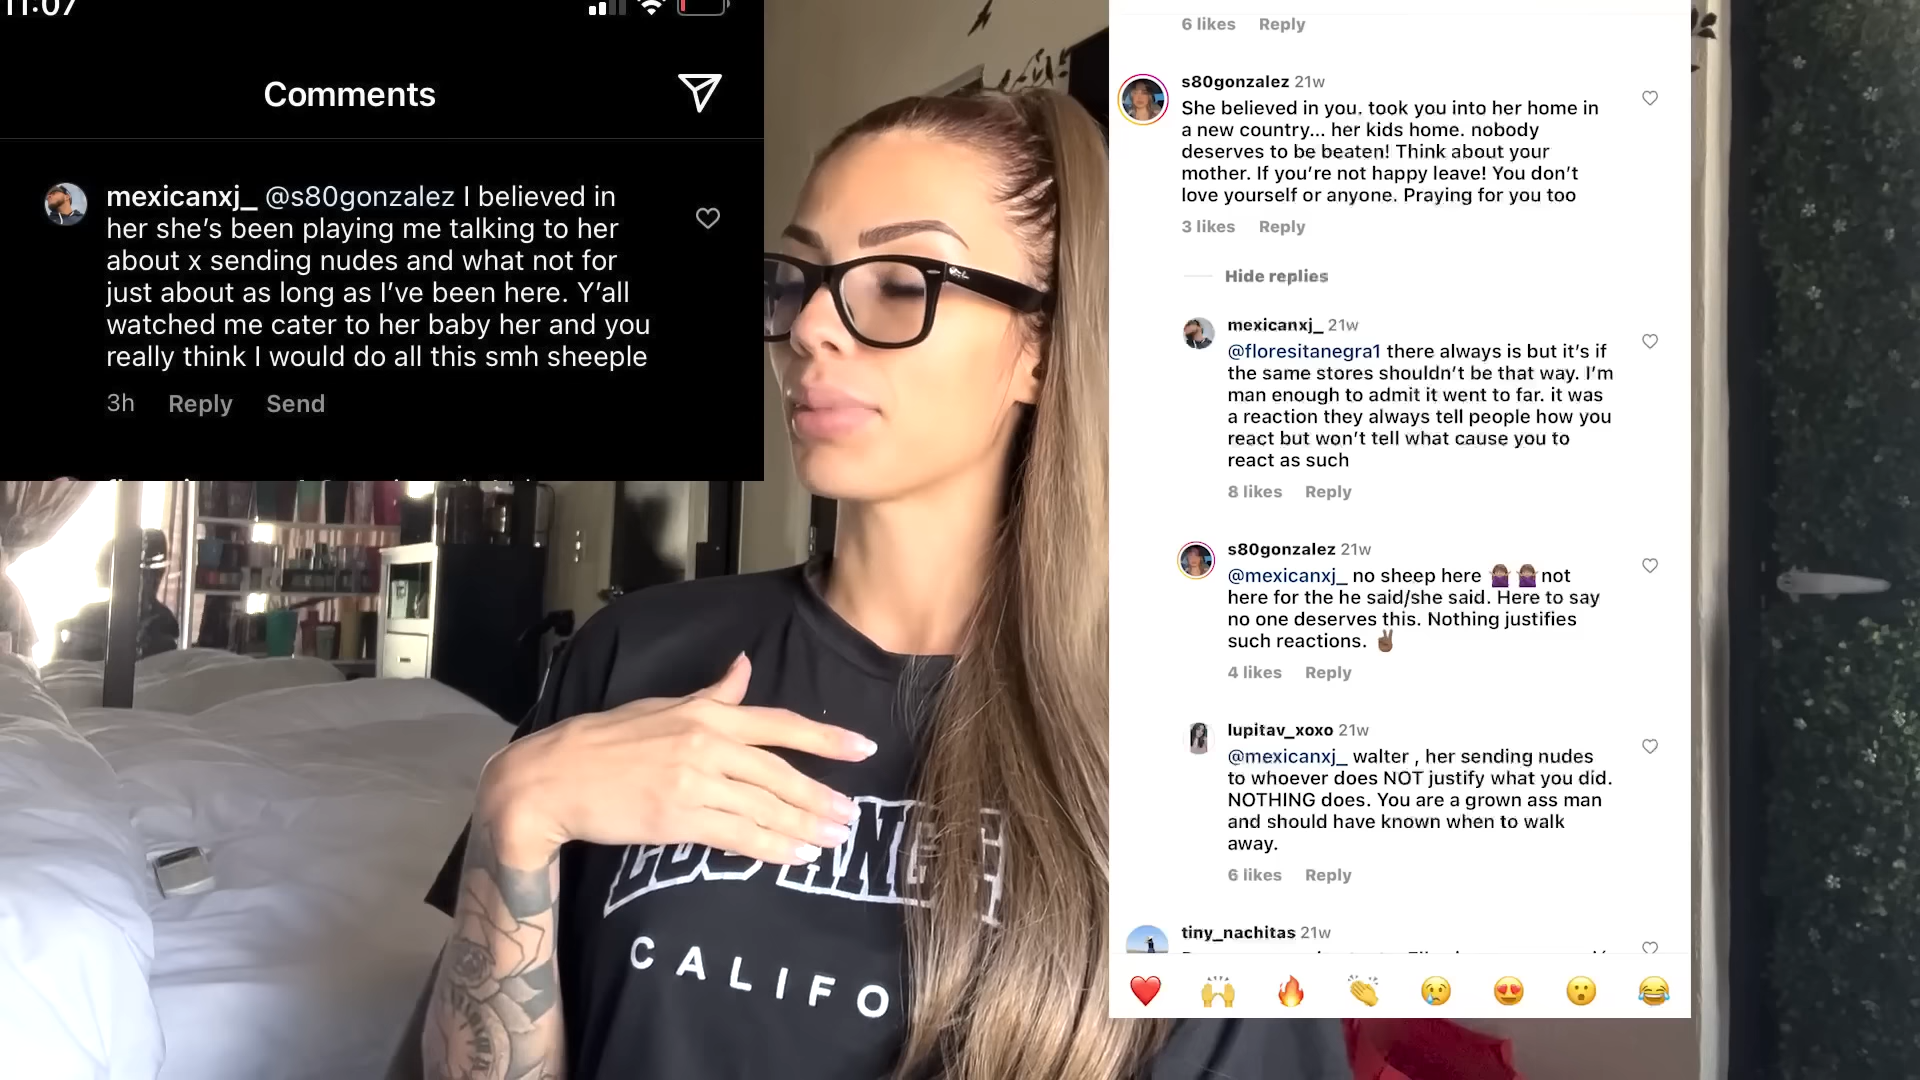 11:07
Comments
mexicanxj_ @s80gonzalez I believed in
her she's been playing me talking to her
about x sending nudes and what not for
just about as long as I've been here. Y'all
watched me cater to her baby her and you
really think I would do all this smh sheeple
3h Reply Send
CALIFO
6 likes Reply
s80gonzalez 21w
She believed in you. took you into her home in
a new country... her kids home. nobody
deserves to be beaten! Think about your
mother. If you're not happy leave! You don't
love yourself or anyone. Praying for you too
3 likes Reply
Hide replies
mexicanxj_ 21w
@floresitanegra1 there always is but it's if
the same stores shouldn't be that way. I'm
man enough to admit it went to far. it was
a reaction they always tell people how you
react but won't tell what cause you to
react as such
8 likes Reply
s80gonzalez 21w
@mexicanxj_ no sheep here 🤷🏽‍♀️🤷🏽‍♀️not
here for the he said/she said. Here to say
no one deserves this. Nothing justifies
such reactions. ✌🏾
4 likes Reply
lupitav_xoxo 21w
@mexicanxj_ walter , her sending nudes
to whoever does NOT justify what you did.
NOTHING does. You are a grown ass man
and should have known when to walk
away.
6 likes Reply
tiny_nachitas 21w